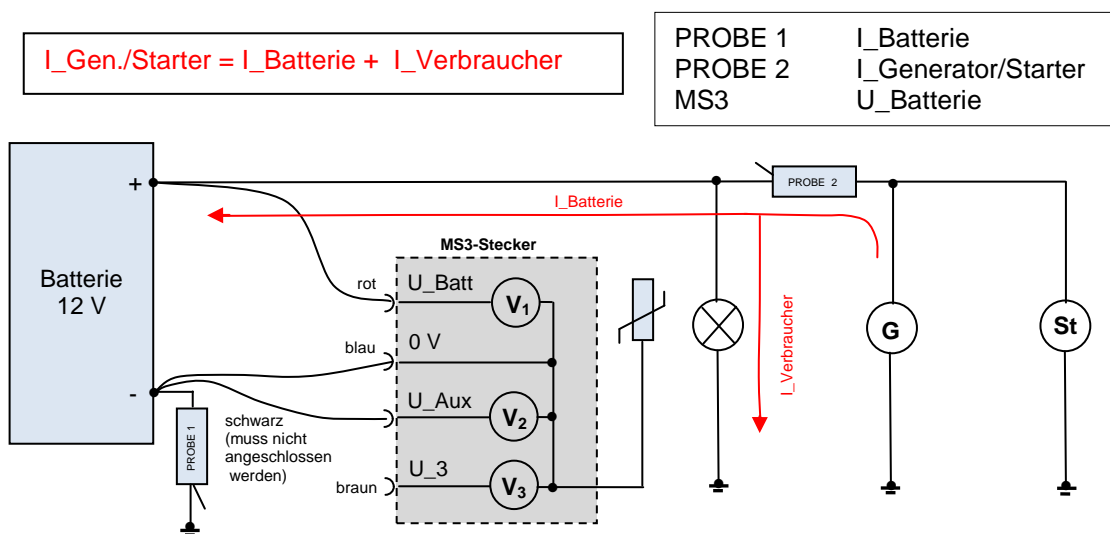 I_Gen./Starter = I_Batterie + I_Verbraucher
PROBE 1 I_Batterie
PROBE 2 I_Generator/Starter
MS3 U_Batterie
+
PROBE 2
I_Batterie
MS3-Stecker
Batterie
12 V
rot
U_Batt
V1
G
St
blau
0 V
I_Verbraucher
-
U_Aux
V2
PROBE 1
schwarz
(muss nicht
angeschlossen
werden)
U_3
braun
V3